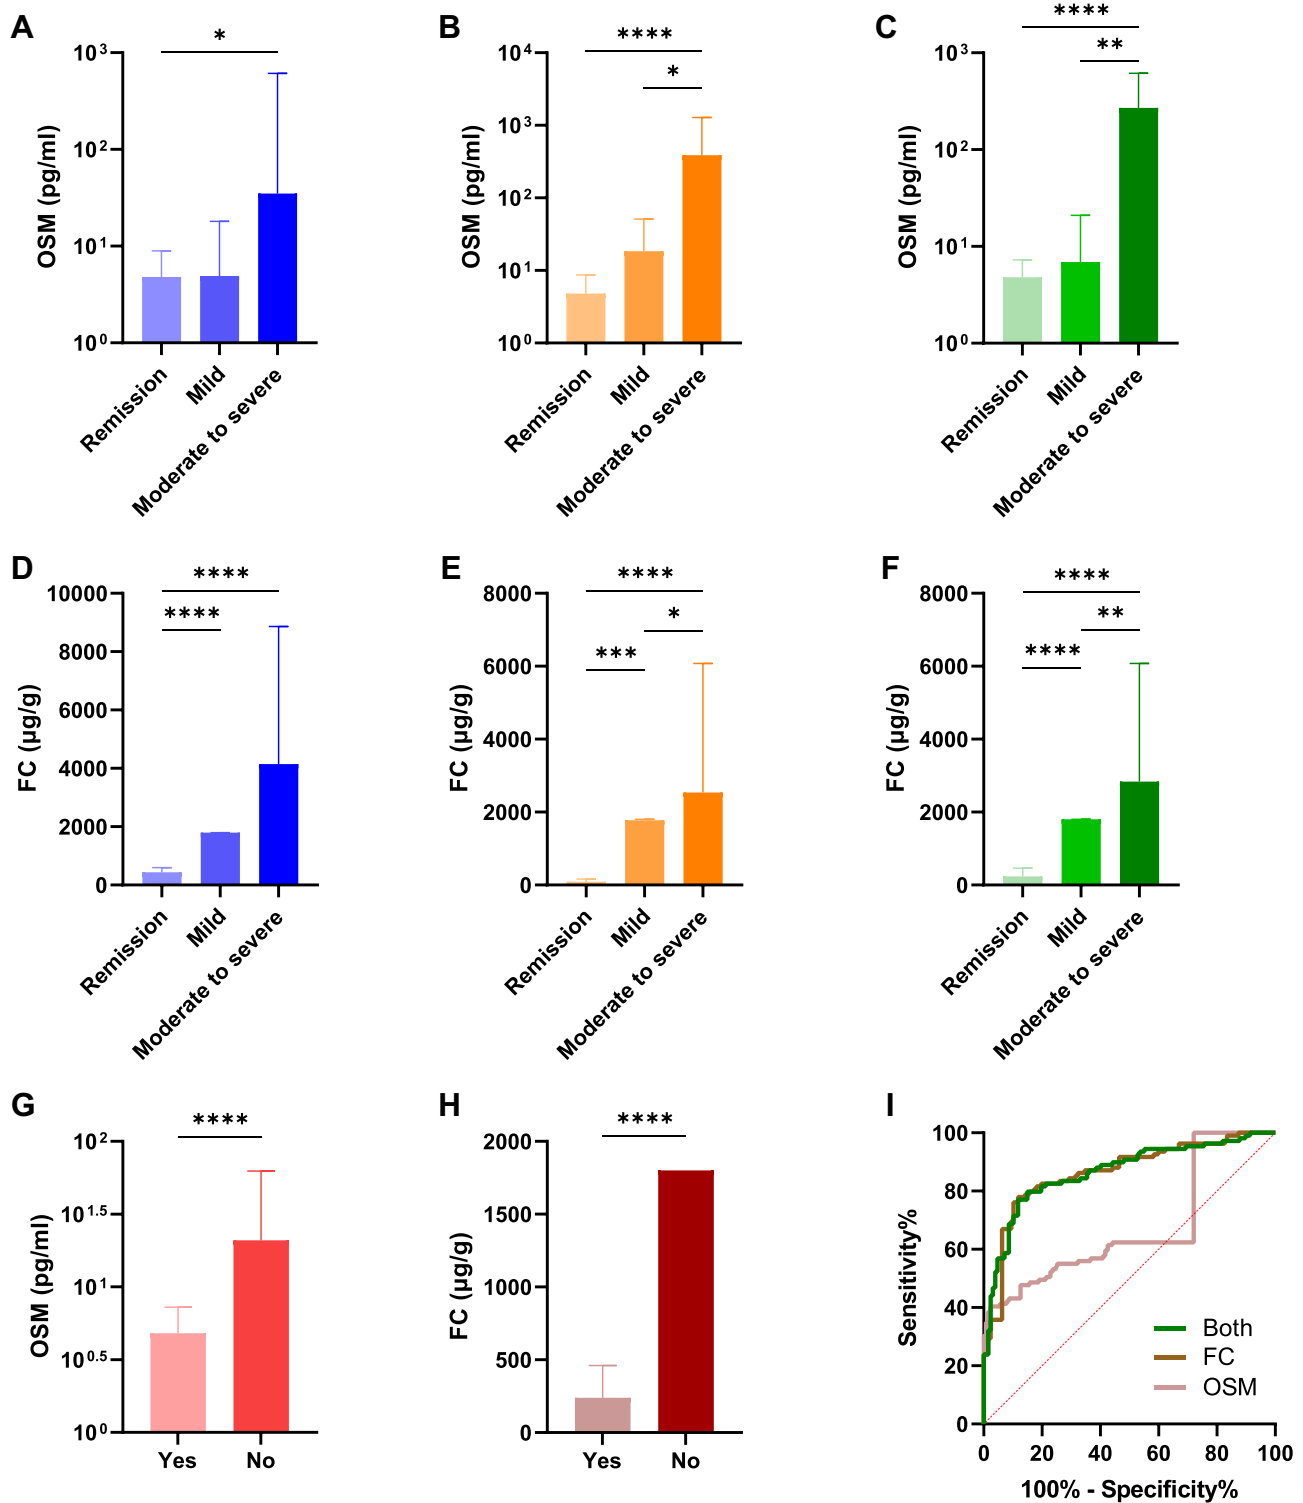 A
*
OSM (pg/ml)
10³
10²
10¹
10⁰
Remission
Mild
Moderate to severe
B
****
*
OSM (pg/ml)
10⁴
10³
10²
10¹
10⁰
Remission
Mild
Moderate to severe
C
****
**
OSM (pg/ml)
10³
10²
10¹
10⁰
Remission
Mild
Moderate to severe
D
****
****
FC (µg/g)
10000
8000
6000
4000
2000
0
Remission
Mild
Moderate to severe
E
****
*
***
FC (µg/g)
8000
6000
4000
2000
0
Remission
Mild
Moderate to severe
F
****
**
****
FC (µg/g)
8000
6000
4000
2000
0
Remission
Mild
Moderate to severe
G
****
OSM (pg/ml)
10²
10¹·⁵
10¹
10⁰·⁵
10⁰
Yes No
H
****
FC (µg/g)
2000
1500
1000
500
0
Yes No
I
Sensitivity%
100
80
60
40
20
0
Both
FC
OSM
0 20 40 60 80 100
100% - Specificity%